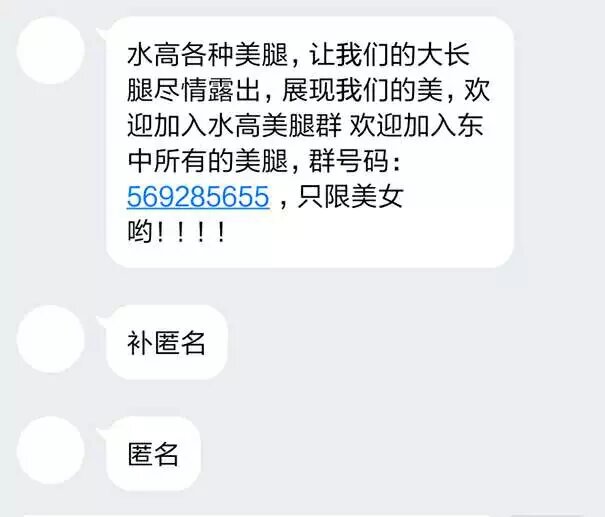 水高各种美腿，让我们的大长
腿尽情露出，展现我们的美，欢
迎加入水高美腿群 欢迎加入东
中所有的美腿，群号码：
569285655 ，只限美女
哟！！！！
补匿名
匿名